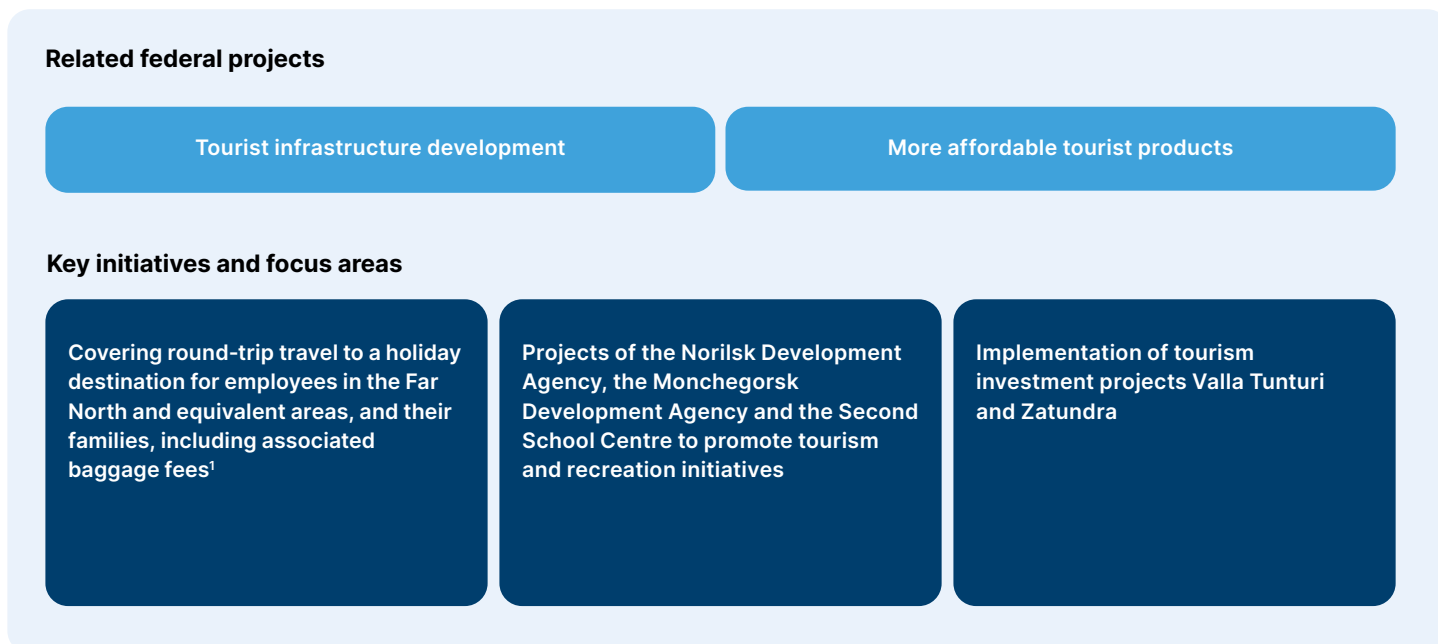 Related federal projects
Tourist infrastructure development
More affordable tourist products
Key initiatives and focus areas
Covering round-trip travel to a holiday
destination for employees in the Far
North and equivalent areas, and their
families, including associated
baggage fees¹
Projects of the Norilsk Development
Agency, the Monchegorsk
Development Agency and the Second
School Centre to promote tourism
and recreation initiatives
Implementation of tourism
investment projects Valla Tunturi
and Zatundra